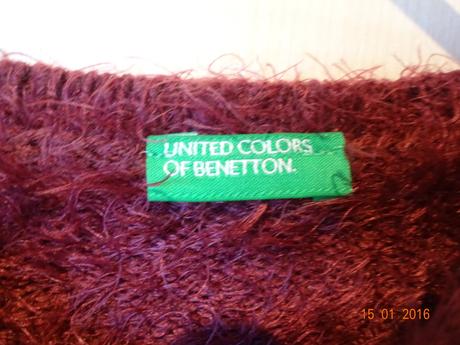 UNITED COLORS
OF BENETTON.
15 01 2016